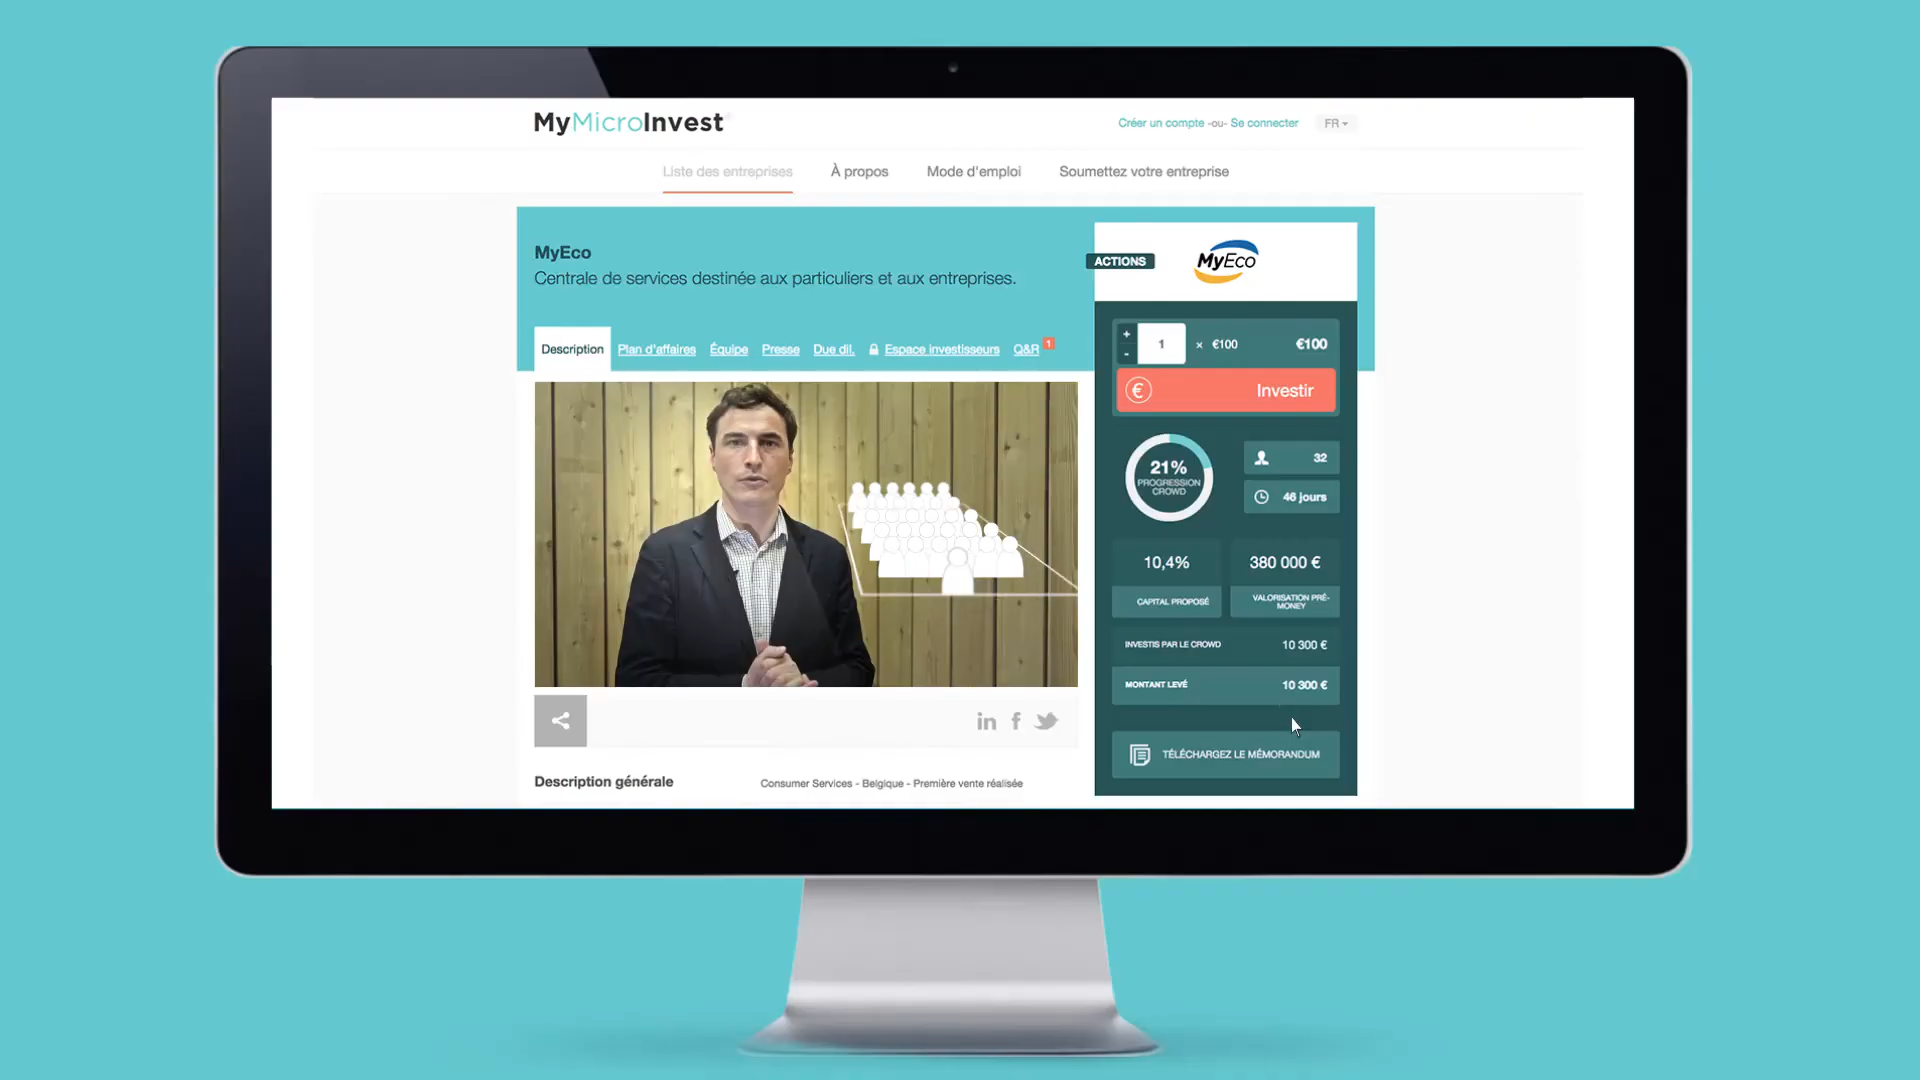 MyMicroInvest
Créer un compte -ou- Se connecter
FR
Liste des entreprises
À propos
Mode d'emploi
Soumettez votre entreprise
MyEco
Centrale de services destinée aux particuliers et aux entreprises.
ACTIONS
MyEco
Description
Plan d'affaires
Équipe
Presse
Due dil.
Espace investisseurs
Q&R
1
+
-
1
× €100
€100
€
Investir
21%
PROGRESSION
CROWD
32
46 jours
10,4%
CAPITAL PROPOSÉ
380 000 €
VALORISATION PRÉ-
MONEY
INVESTIS PAR LE CROWD
10 300 €
MONTANT LEVÉ
10 300 €
TÉLÉCHARGEZ LE MÉMORANDUM
in f
Description générale
Consumer Services - Belgique - Première vente réalisée